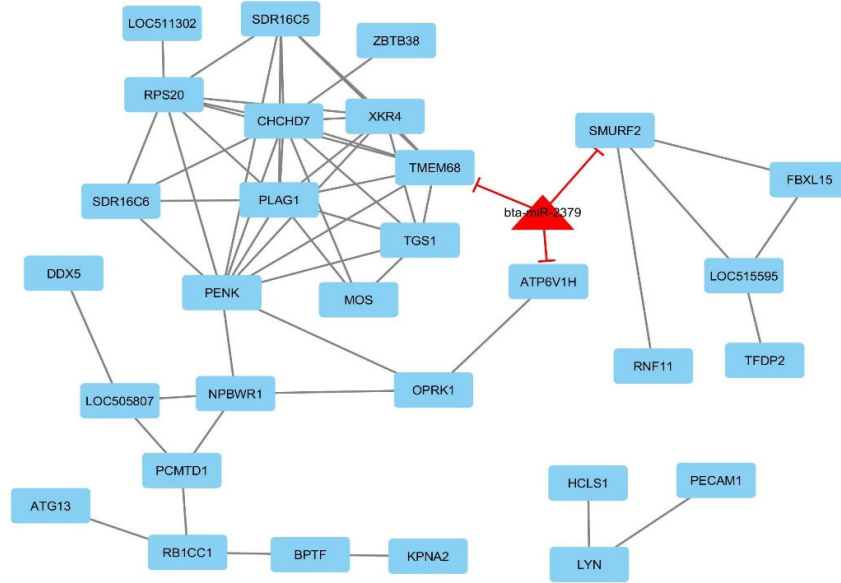 LOC511302
SDR16C5
ZBTB38
RPS20
CHCHD7
XKR4
SMURF2
TMEM68
FBXL15
SDR16C6
PLAG1
bta-miR-2379
TGS1
DDX5
LOC515595
PENK
MOS
ATP6V1H
RNF11
TFDP2
LOC505807
NPBWR1
OPRK1
PCMTD1
HCLS1
PECAM1
ATG13
RB1CC1
BPTF
KPNA2
LYN